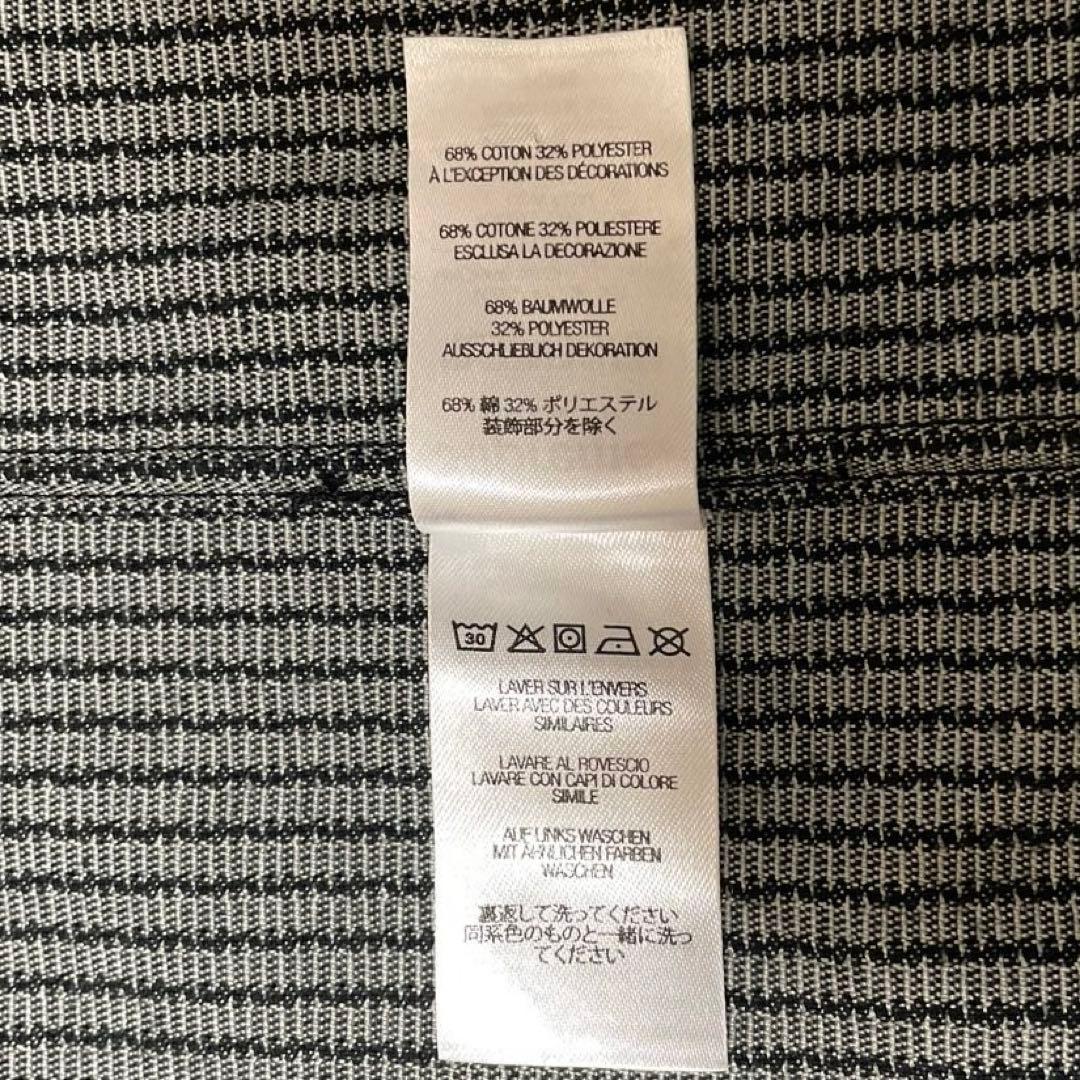 68% COTON 32% POLYESTER
À L'EXCEPTION DES DÉCORATIONS
68% COTONE 32% POLIESTERE
ESCLUSA LA DECORAZIONE
68% BAUMWOLLE
32% POLYESTER
AUSSCHLIEBLICH DEKORATION
68% 綿 32% ポリエステル
装飾部分を除く
30
LAVER SUR L'ENVERS
LAVER AVEC DES COULEURS
SIMILAIRES
LAVARE AL ROVESCIO
LAVARE CON CAPI DI COLORE
SIMILE
AUF LINKS WASCHEN
MIT ÄHNLICHEN FARBEN
WASCHEN
裏返して洗ってください
同系色のものと一緒に洗っ
てください